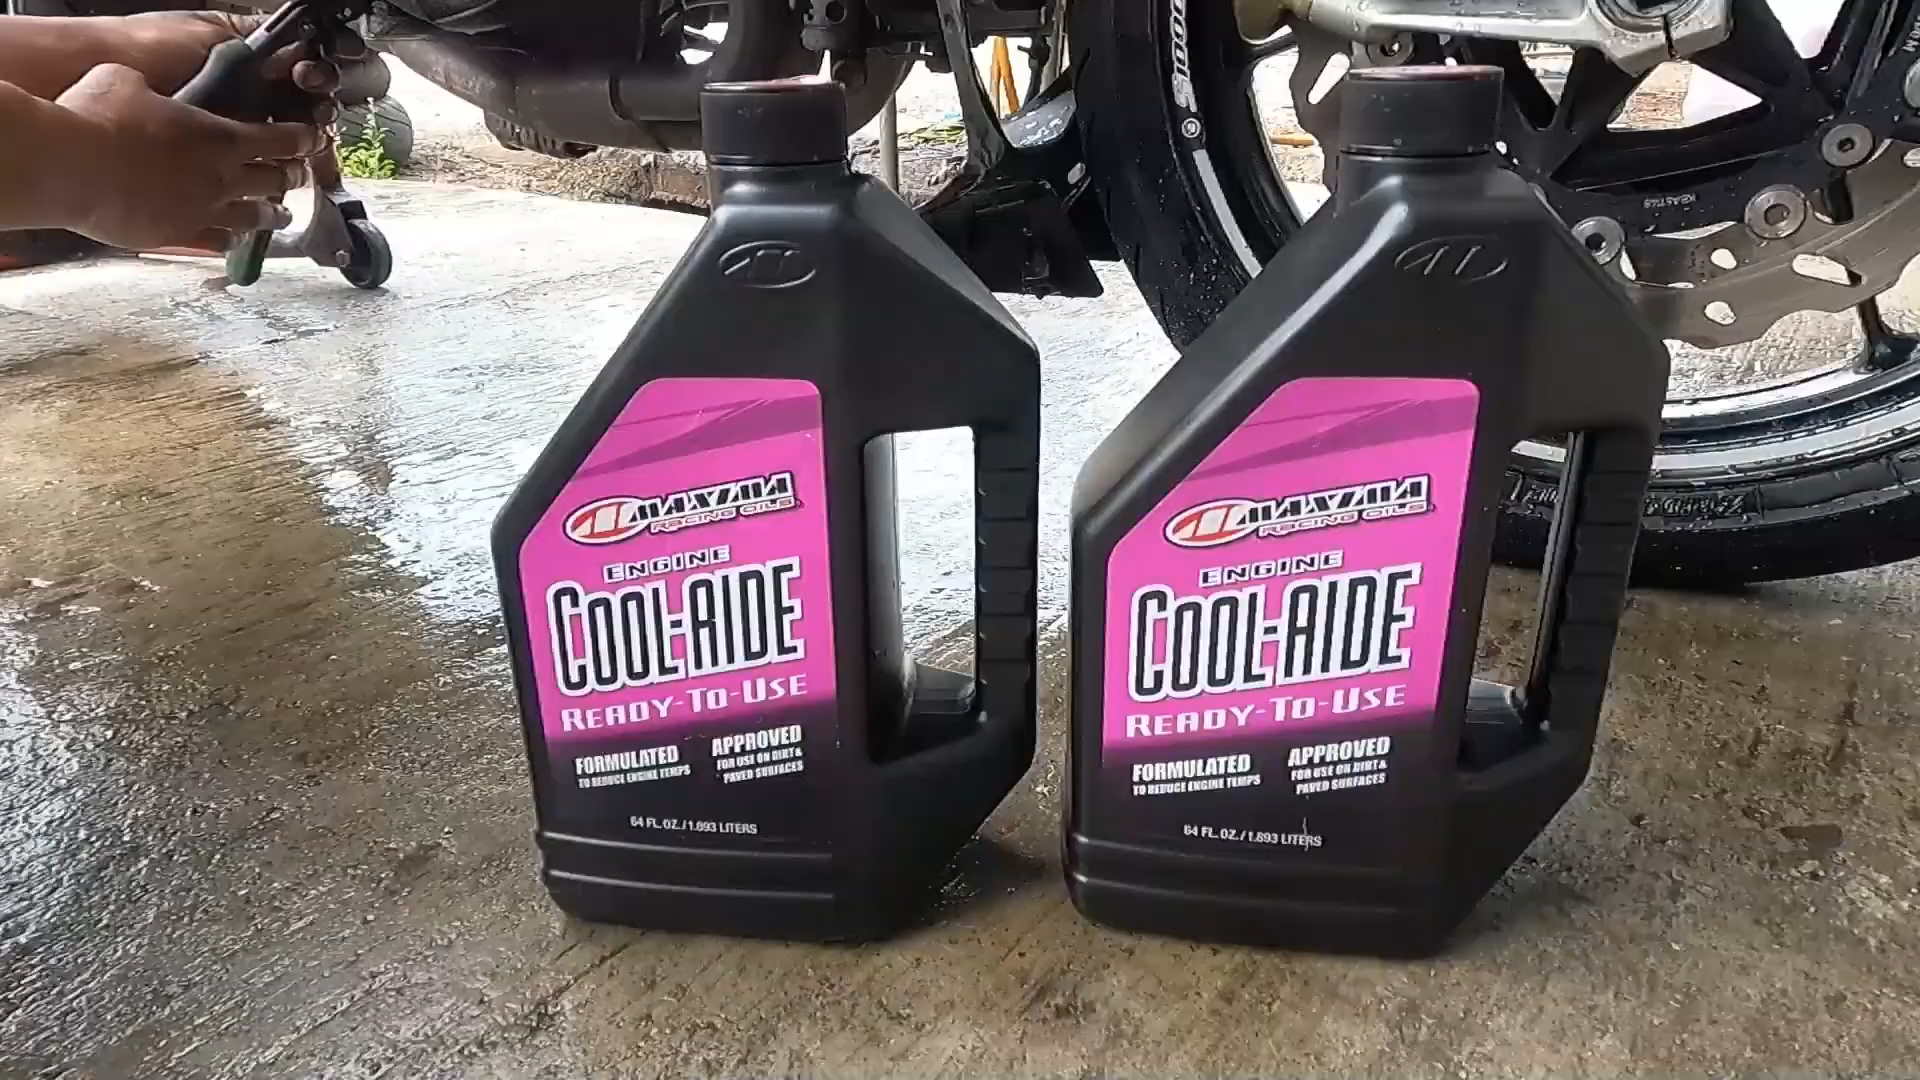 MAXIMA
RACING OILS
ENGINE
COOL-AIDE
READY-TO-USE
FORMULATED
TO REDUCE ENGINE TEMPS
APPROVED
FOR USE ON DIRT &
PAVED SURFACES
64 FL. OZ. / 1.893 LITERS
MAXIMA
RACING OILS
ENGINE
COOL-AIDE
READY-TO-USE
FORMULATED
TO REDUCE ENGINE TEMPS
APPROVED
FOR USE ON DIRT &
PAVED SURFACES
64 FL. OZ. / 1.893 LITERS